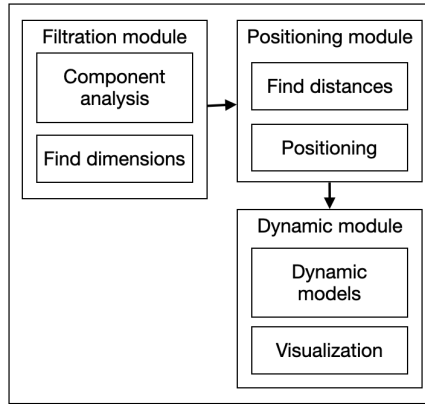 Filtration module
Component
analysis
Find dimensions
Positioning module
Find distances
Positioning
Dynamic module
Dynamic
models
Visualization